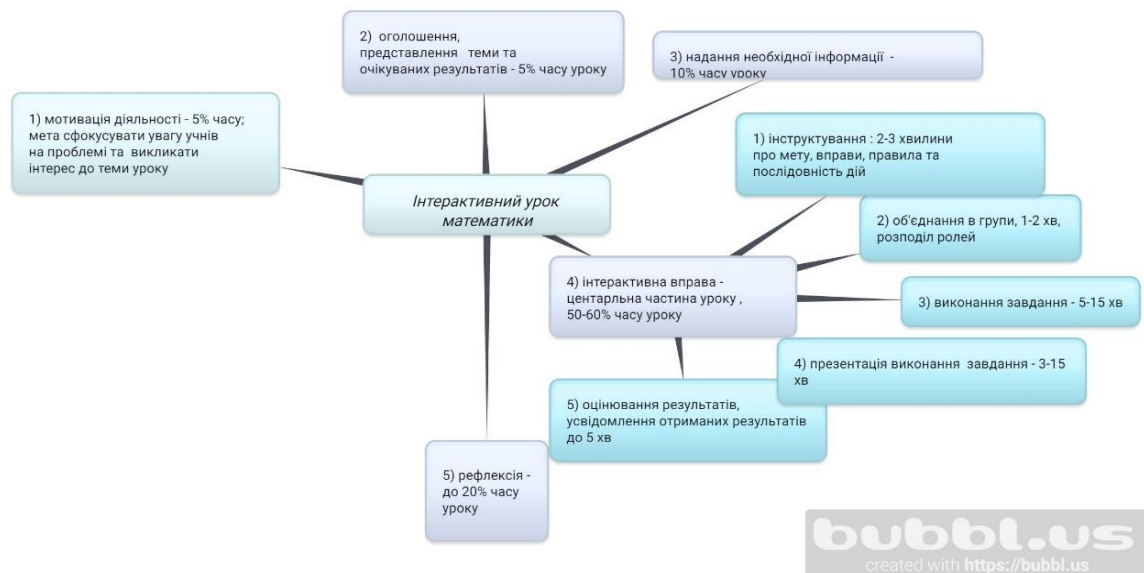 2) оголошення,
представлення теми та
очікуваних результатів - 5% часу уроку
3) надання необхідної інформації -
10% часу уроку
1) мотивація діяльності - 5% часу;
мета сфокусувати увагу учнів
на проблемі та викликати
інтерес до теми уроку
1) інструктування : 2-3 хвилини
про мету, вправи, правила та
послідовність дій
Інтерактивний урок
математики
2) об'єднання в групи, 1-2 хв,
розподіл ролей
4) інтерактивна вправа -
центарльна частина уроку ,
50-60% часу уроку
3) виконання завдання - 5-15 хв
4) презентація виконання завдання - 3-15
хв
5) оцінювання результатів,
усвідомлення отриманих результатів
до 5 хв
5) рефлексія -
до 20% часу
уроку
bubbl.us
created with https://bubbl.us